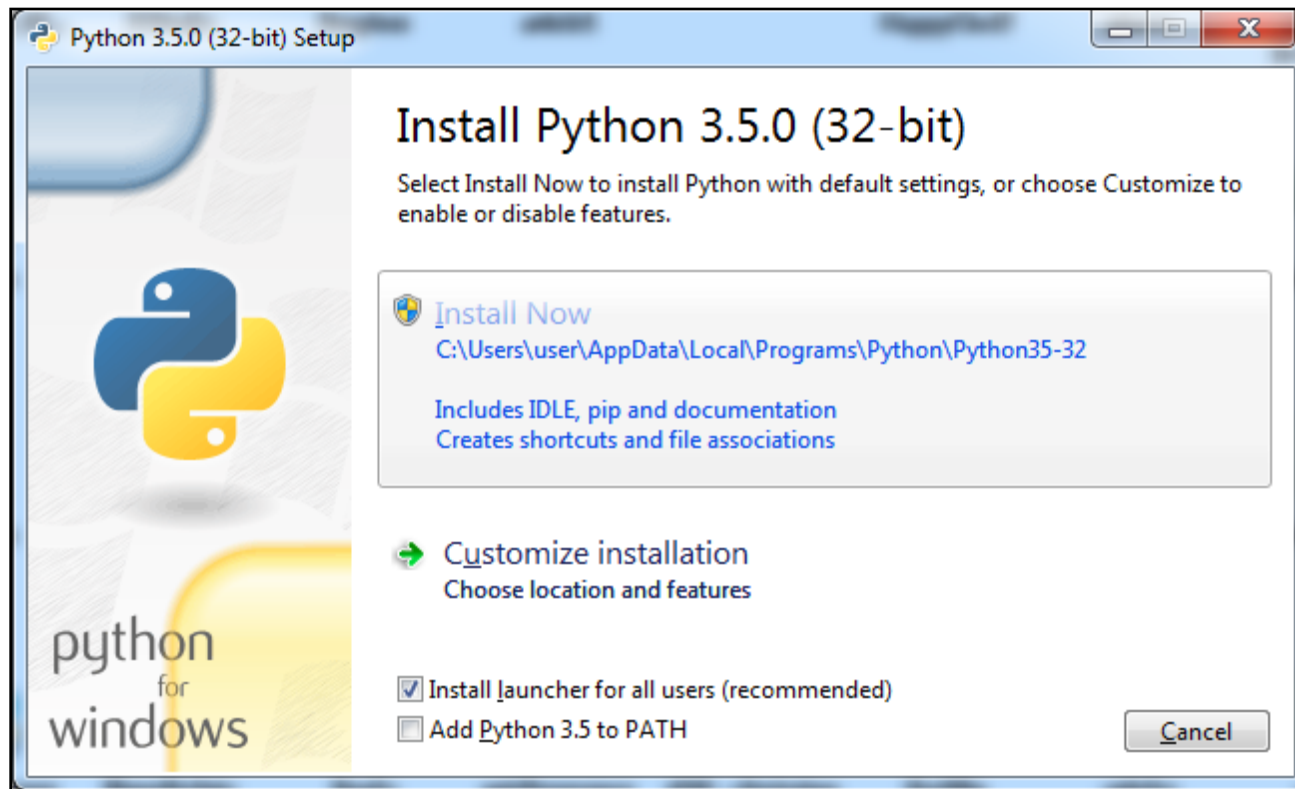 Python 3.5.0 (32-bit) Setup
Install Python 3.5.0 (32-bit)
Select Install Now to install Python with default settings, or choose Customize to
enable or disable features.
Install Now
C:\Users\user\AppData\Local\Programs\Python\Python35-32
Includes IDLE, pip and documentation
Creates shortcuts and file associations
Customize installation
Choose location and features
python
for
windows
Install launcher for all users (recommended)
Add Python 3.5 to PATH
Cancel